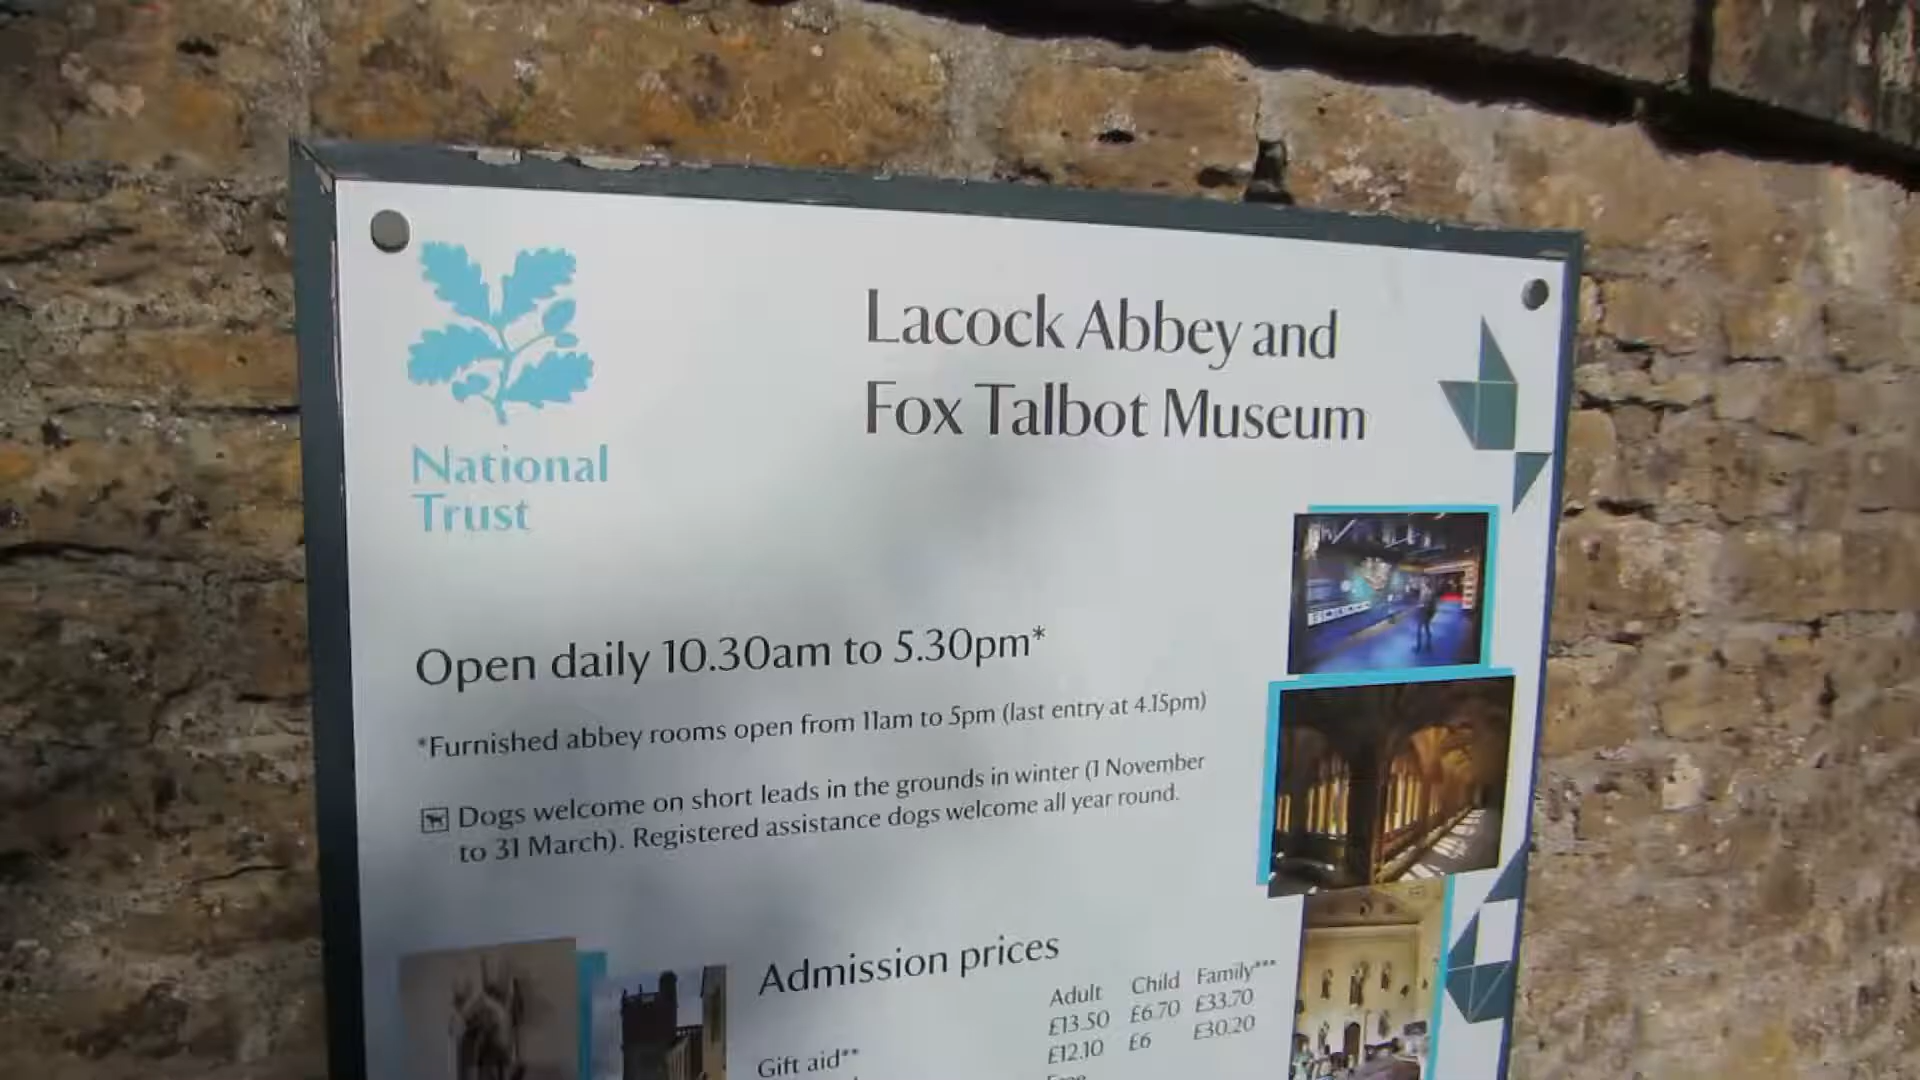 National
Trust
Lacock Abbey and
Fox Talbot Museum
Open daily 10.30am to 5.30pm*
*Furnished abbey rooms open from 11am to 5pm (last entry at 4.15pm)
Dogs welcome on short leads in the grounds in winter (1 November
to 31 March). Registered assistance dogs welcome all year round.
Admission prices
Adult Child Family***
Gift aid** £13.50 £6.70 £33.70
£12.10 £6 £30.20